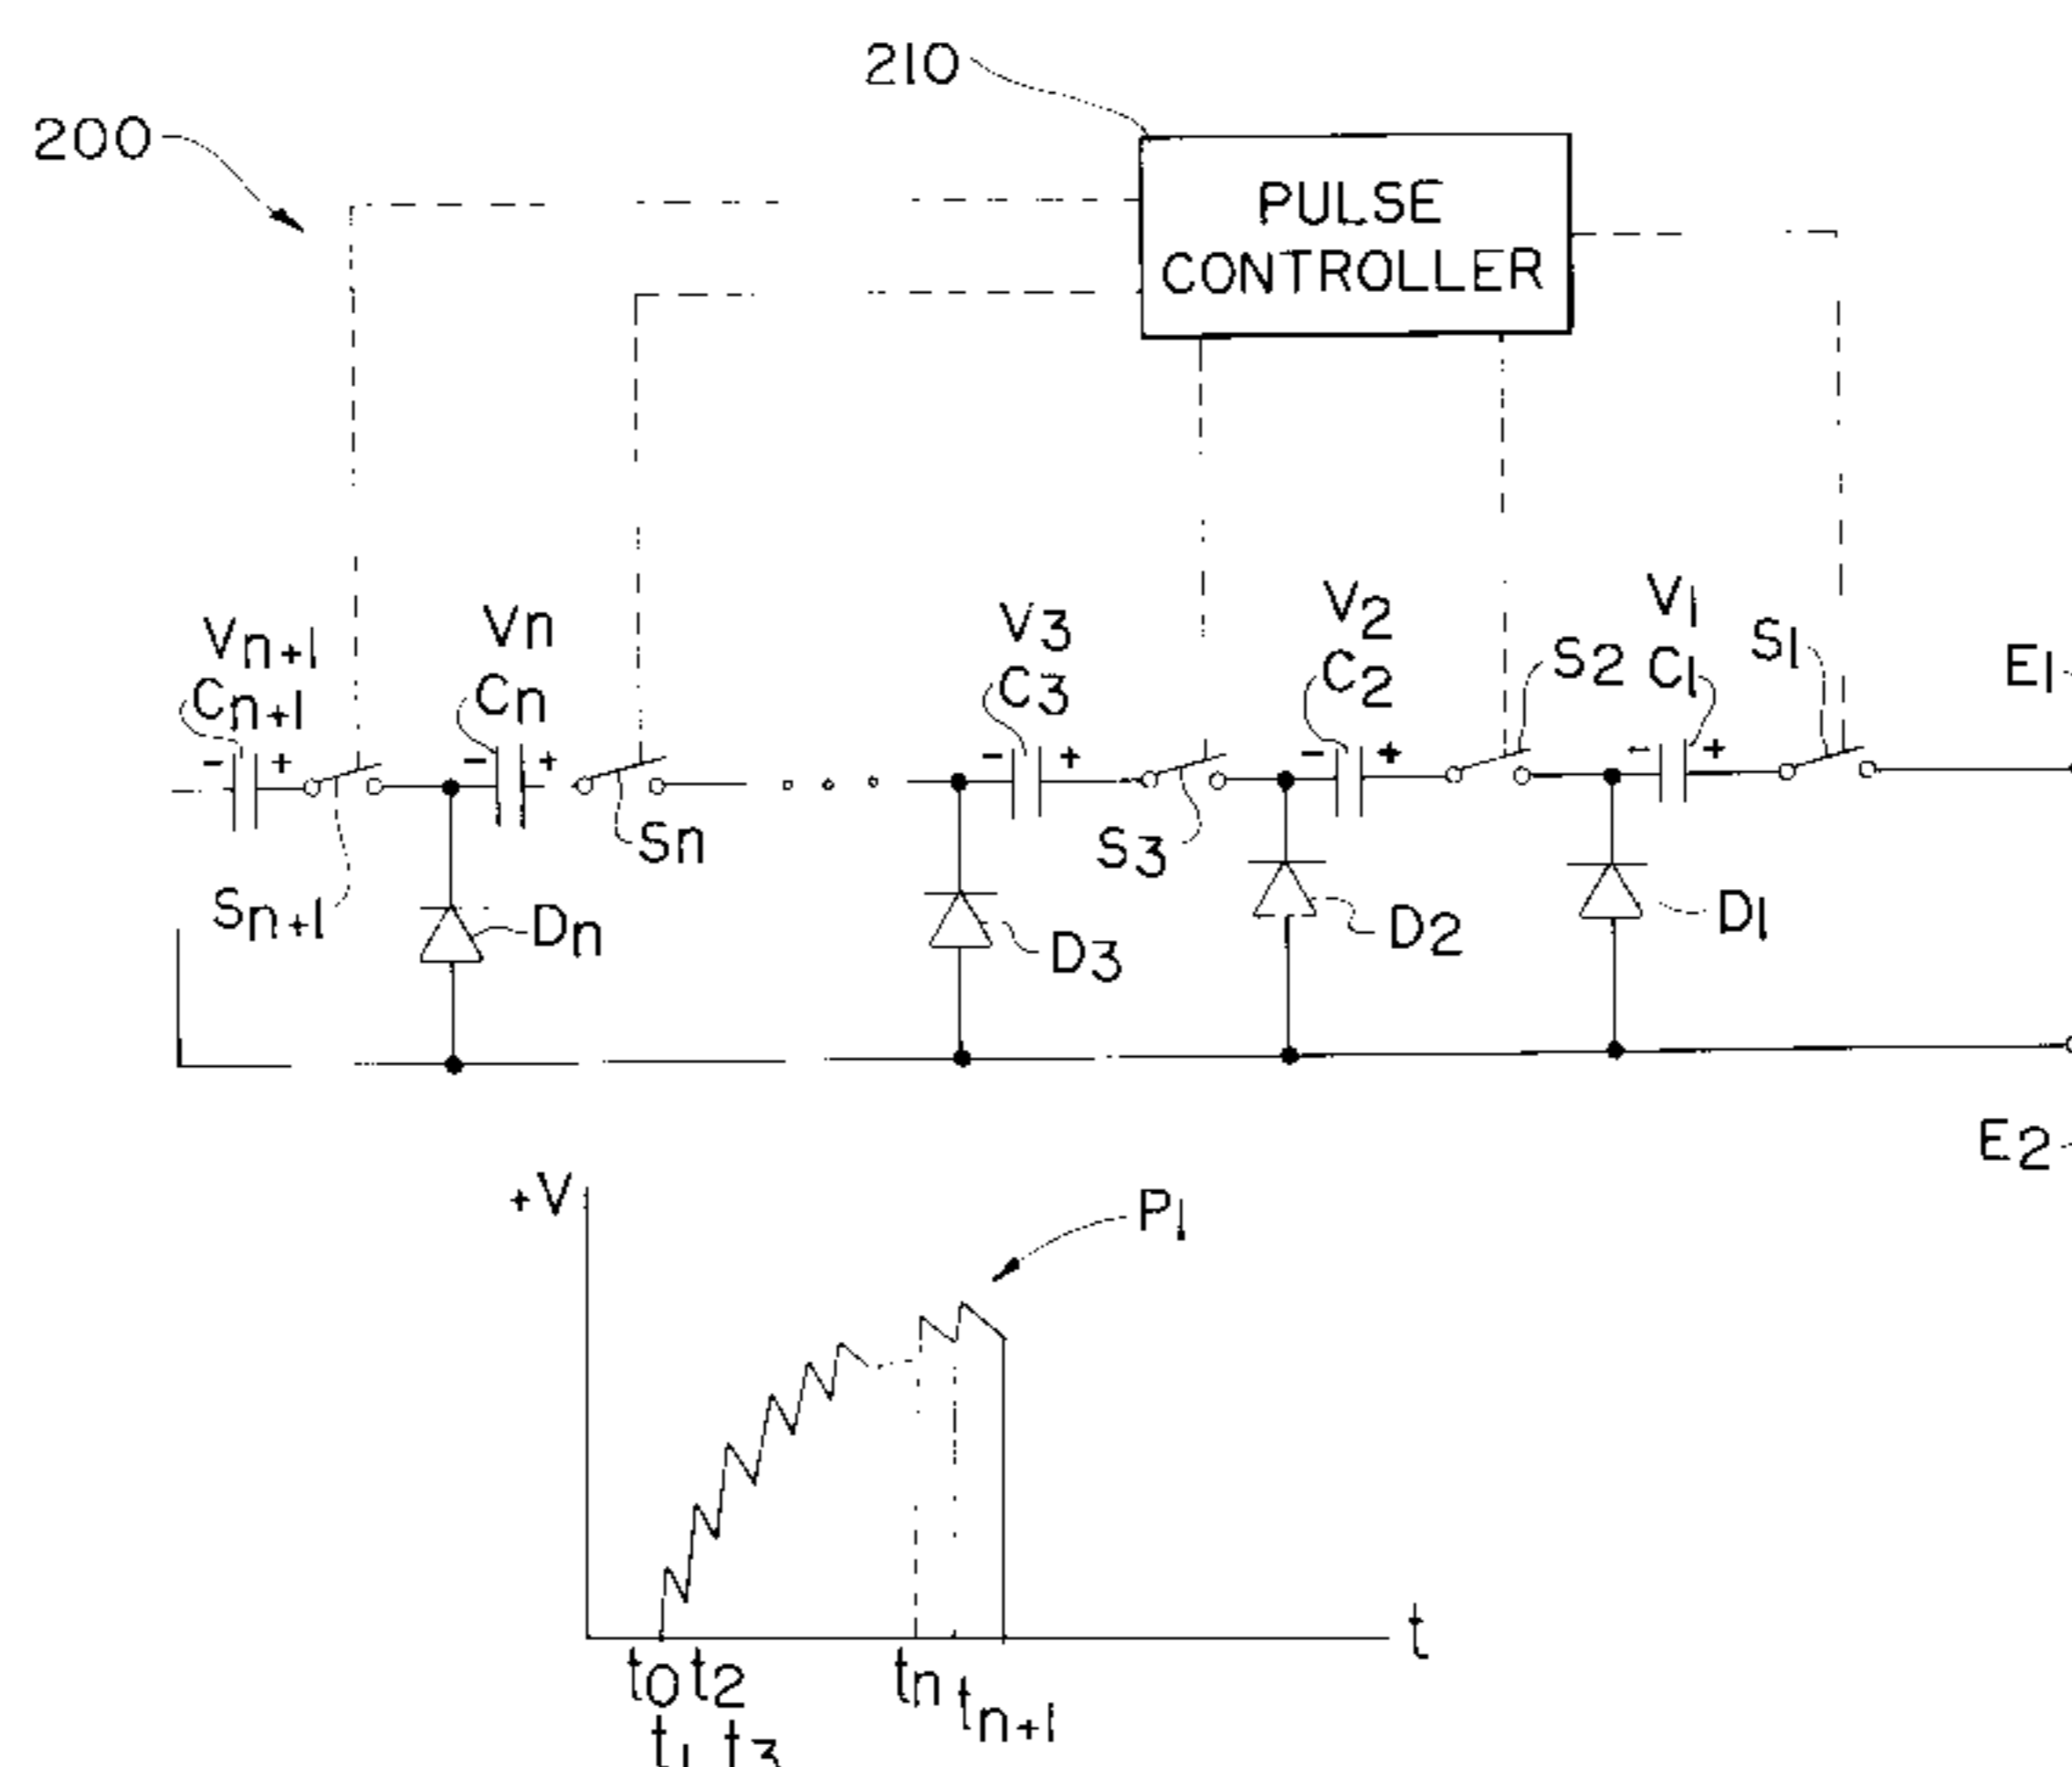 210
200
PULSE
CONTROLLER
Vn+1
Cn+1
Vn
Cn
V3
C3
V2
C2
S2
V1
C1
S1
E1
- +
- +
- +
- +
- +
Sn
S3
Sn+1
Dn
D3
D2
D1
E2
+V
P1
t
t0 t2
tn
tn+1
t1 t3